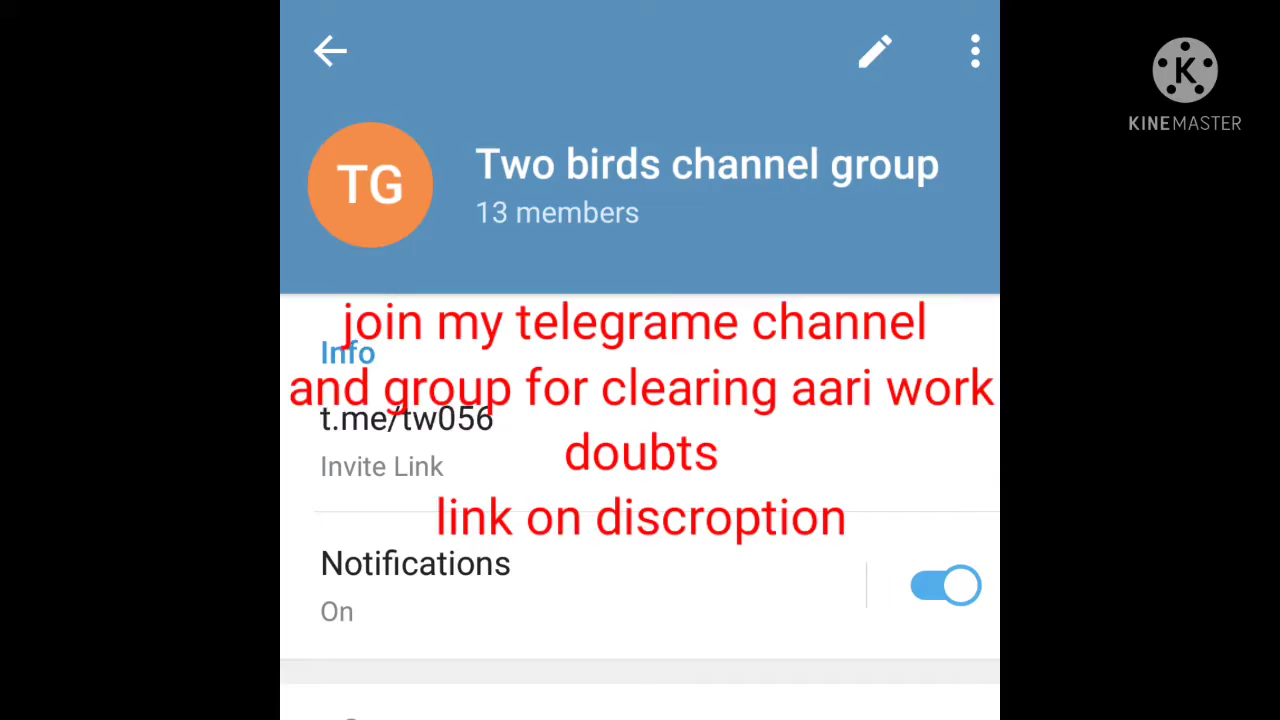 KINEMASTER
TG
Two birds channel group
13 members
join my telegrame channel
Info
and group for clearing aari work
t.me/tw056
doubts
Invite Link
link on discroption
Notifications
On